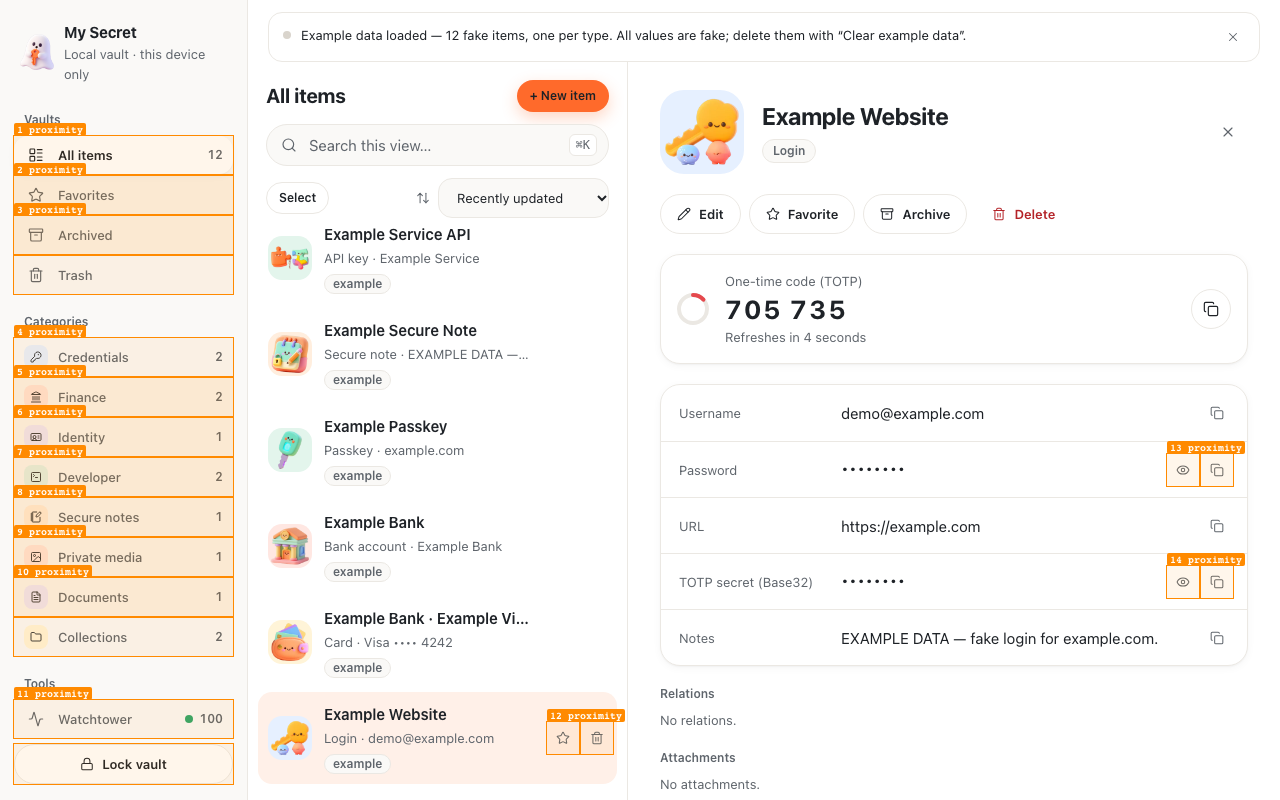 My Secret
Local vault · this device
only
Vaults
1 proximity
All items 12
2 proximity
Favorites
3 proximity
Archived
Trash
Categories
4 proximity
Credentials 2
5 proximity
Finance 2
6 proximity
Identity 1
7 proximity
Developer 2
8 proximity
Secure notes 1
9 proximity
Private media 1
10 proximity
Documents 1
Collections 2
Tools
11 proximity
Watchtower 100
Lock vault
Example data loaded — 12 fake items, one per type. All values are fake; delete them with “Clear example data”.
All items
+ New item
Search this view...
⌘K
Select
Recently updated
Example Service API
API key · Example Service
example
Example Secure Note
Secure note · EXAMPLE DATA —...
example
Example Passkey
Passkey · example.com
example
Example Bank
Bank account · Example Bank
example
Example Bank · Example Vi...
Card · Visa •••• 4242
example
Example Website
12 proximity
Login · demo@example.com
example
Example Website
Login
Edit
Favorite
Archive
Delete
One-time code (TOTP)
705 735
Refreshes in 4 seconds
Username demo@example.com
13 proximity
Password ••••••••
URL https://example.com
14 proximity
TOTP secret (Base32) ••••••••
Notes EXAMPLE DATA — fake login for example.com.
Relations
No relations.
Attachments
No attachments.